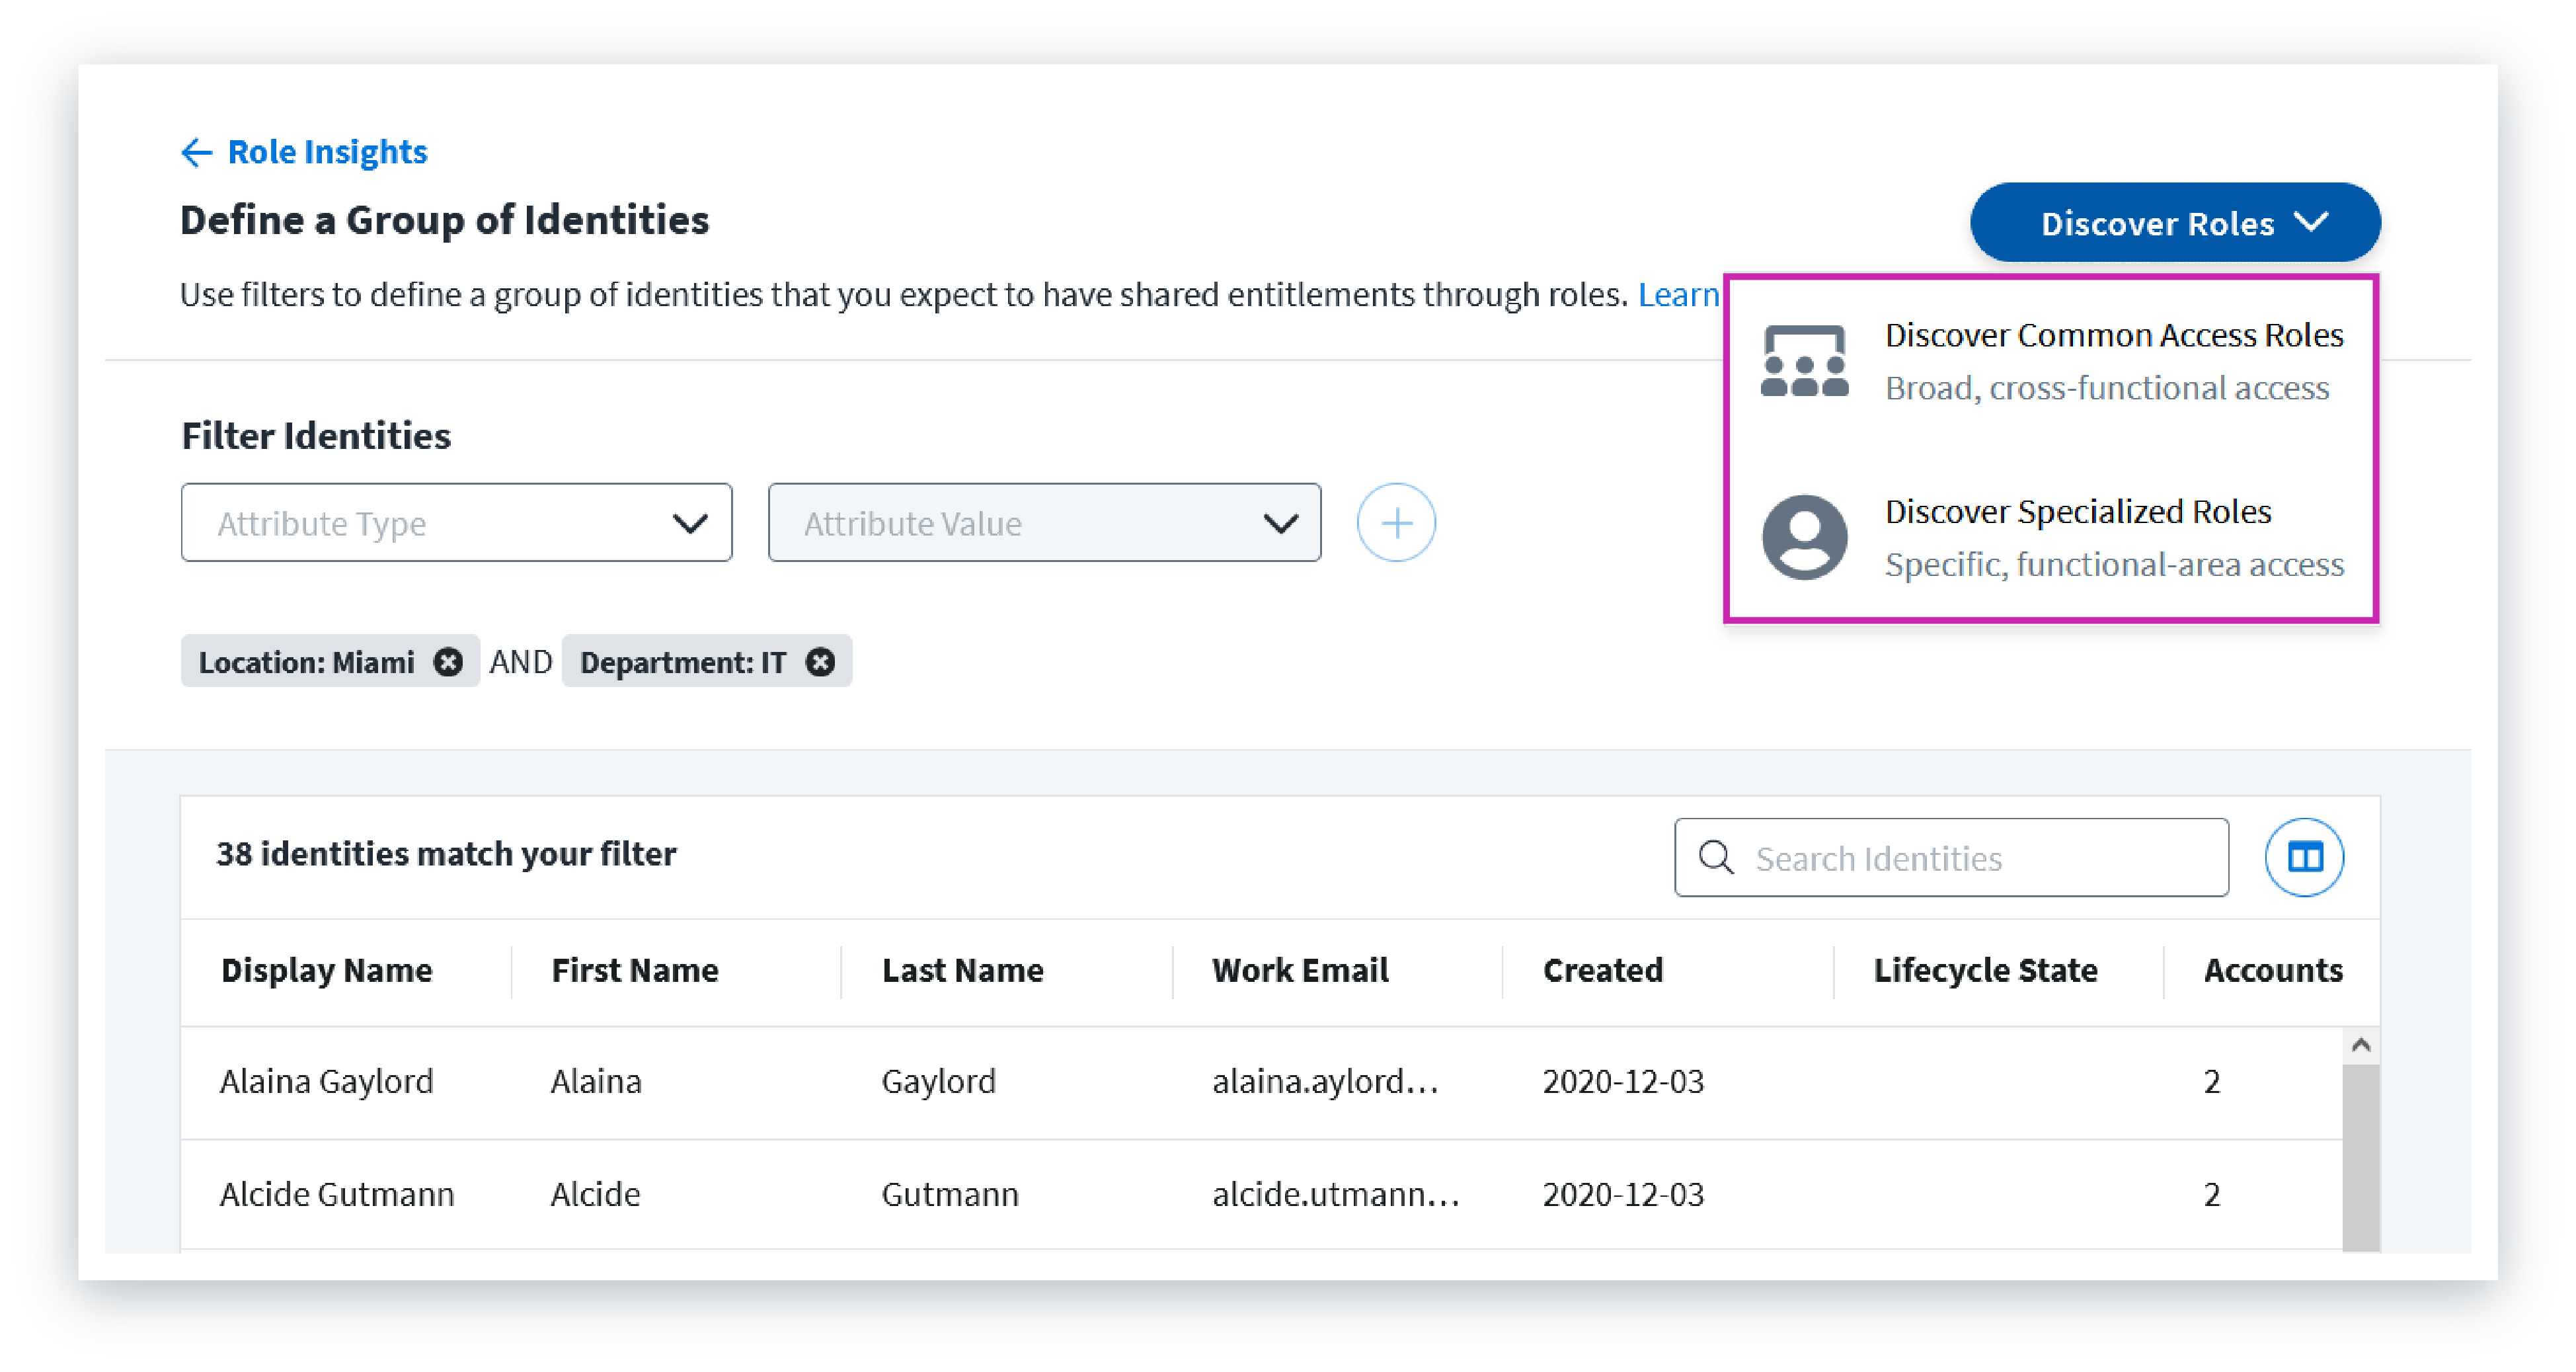 Role Insights
Define a Group of Identities
Discover Roles
Use filters to define a group of identities that you expect to have shared entitlements through roles. Learn
Discover Common Access Roles
Broad, cross-functional access
Discover Specialized Roles
Specific, functional-area access
Filter Identities
Attribute Type
Attribute Value
Location: Miami AND Department: IT
38 identities match your filter
Search Identities
Display Name First Name Last Name Work Email Created Lifecycle State Accounts
Alaina Gaylord Alaina Gaylord alaina.aylord... 2020-12-03 2
Alcide Gutmann Alcide Gutmann alcide.utmann... 2020-12-03 2